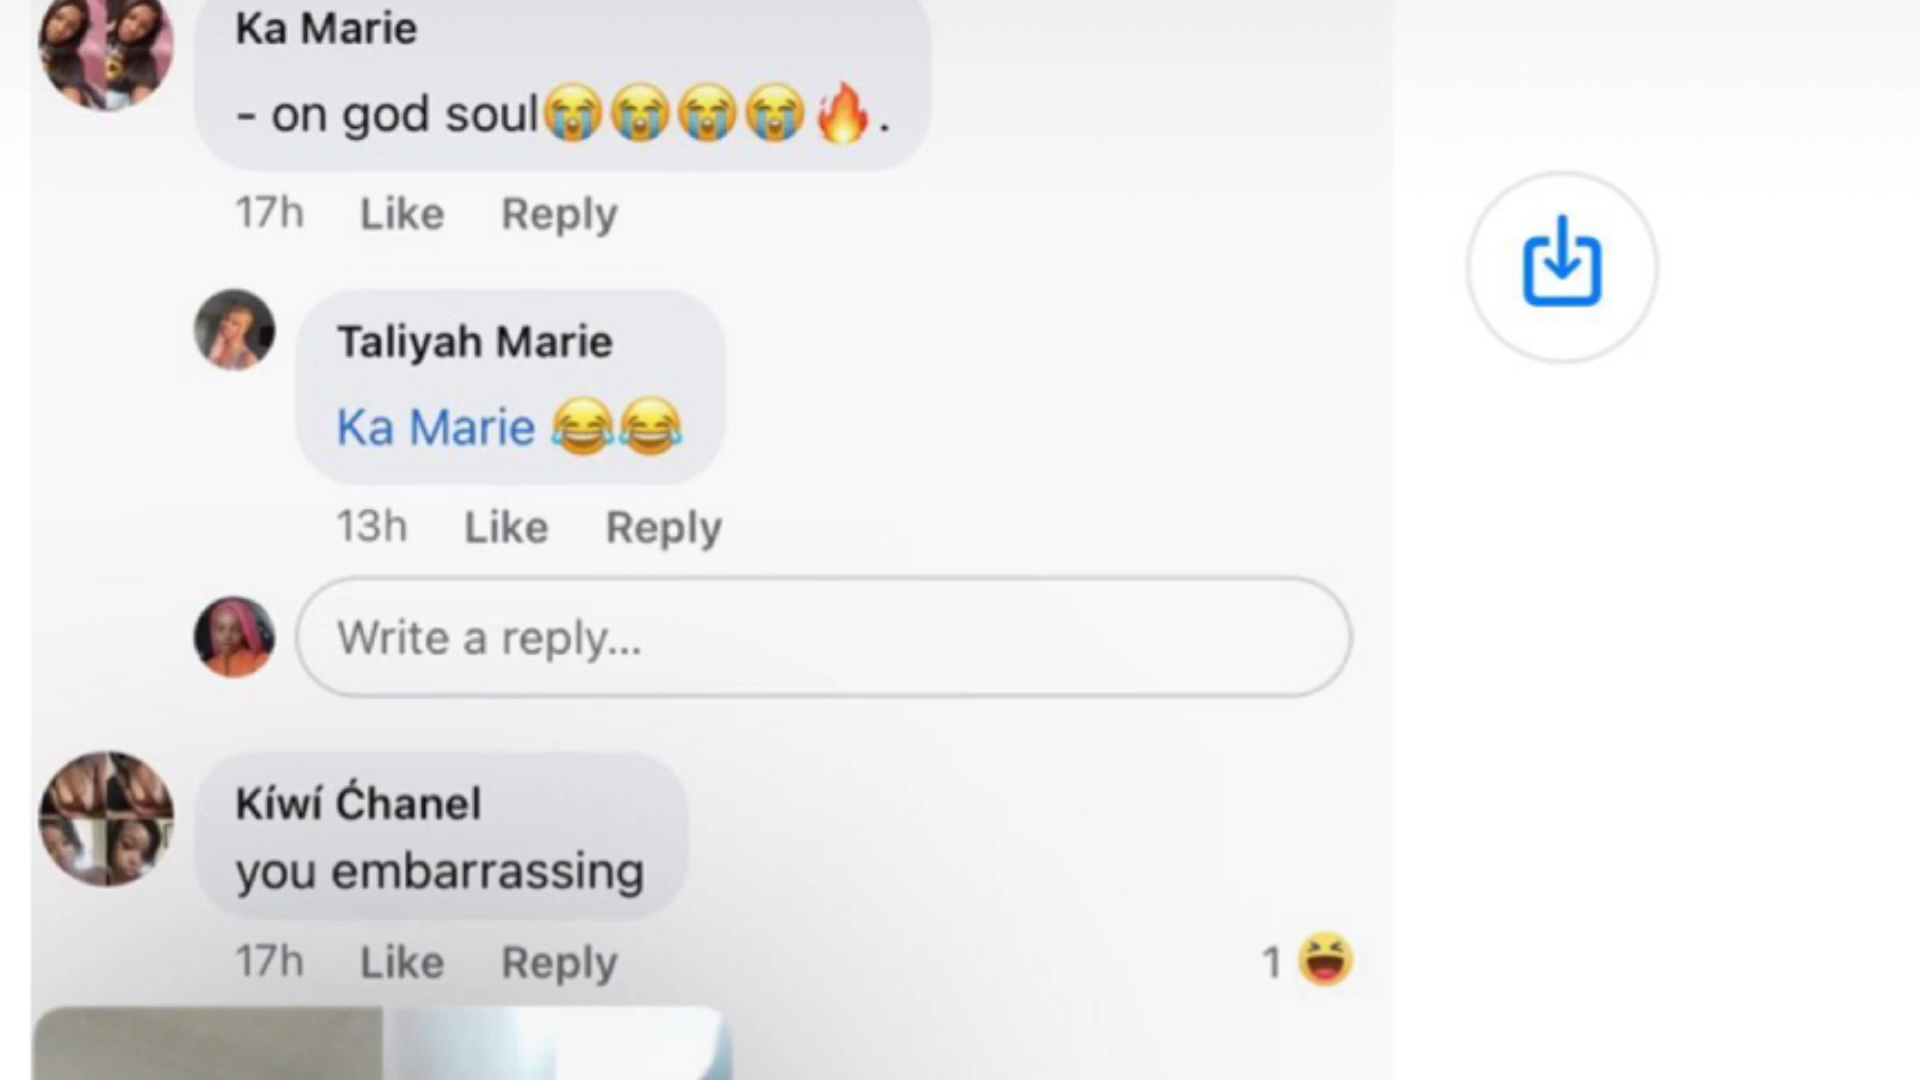 Ka Marie
- on god soul😭😭😭😭🔥.
17h Like Reply
Taliyah Marie
Ka Marie 😂😂
13h Like Reply
Write a reply...
Kíwí Ćhanel
you embarrassing
17h Like Reply
1 😆